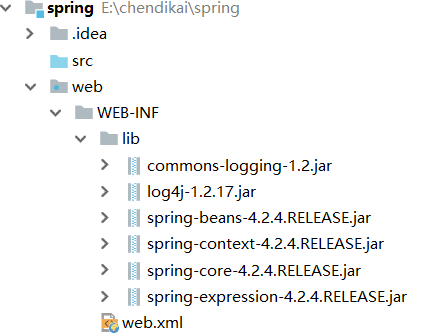 spring E:\chendikai\spring
.idea
src
web
WEB-INF
lib
commons-logging-1.2.jar
log4j-1.2.17.jar
spring-beans-4.2.4.RELEASE.jar
spring-context-4.2.4.RELEASE.jar
spring-core-4.2.4.RELEASE.jar
spring-expression-4.2.4.RELEASE.jar
web.xml